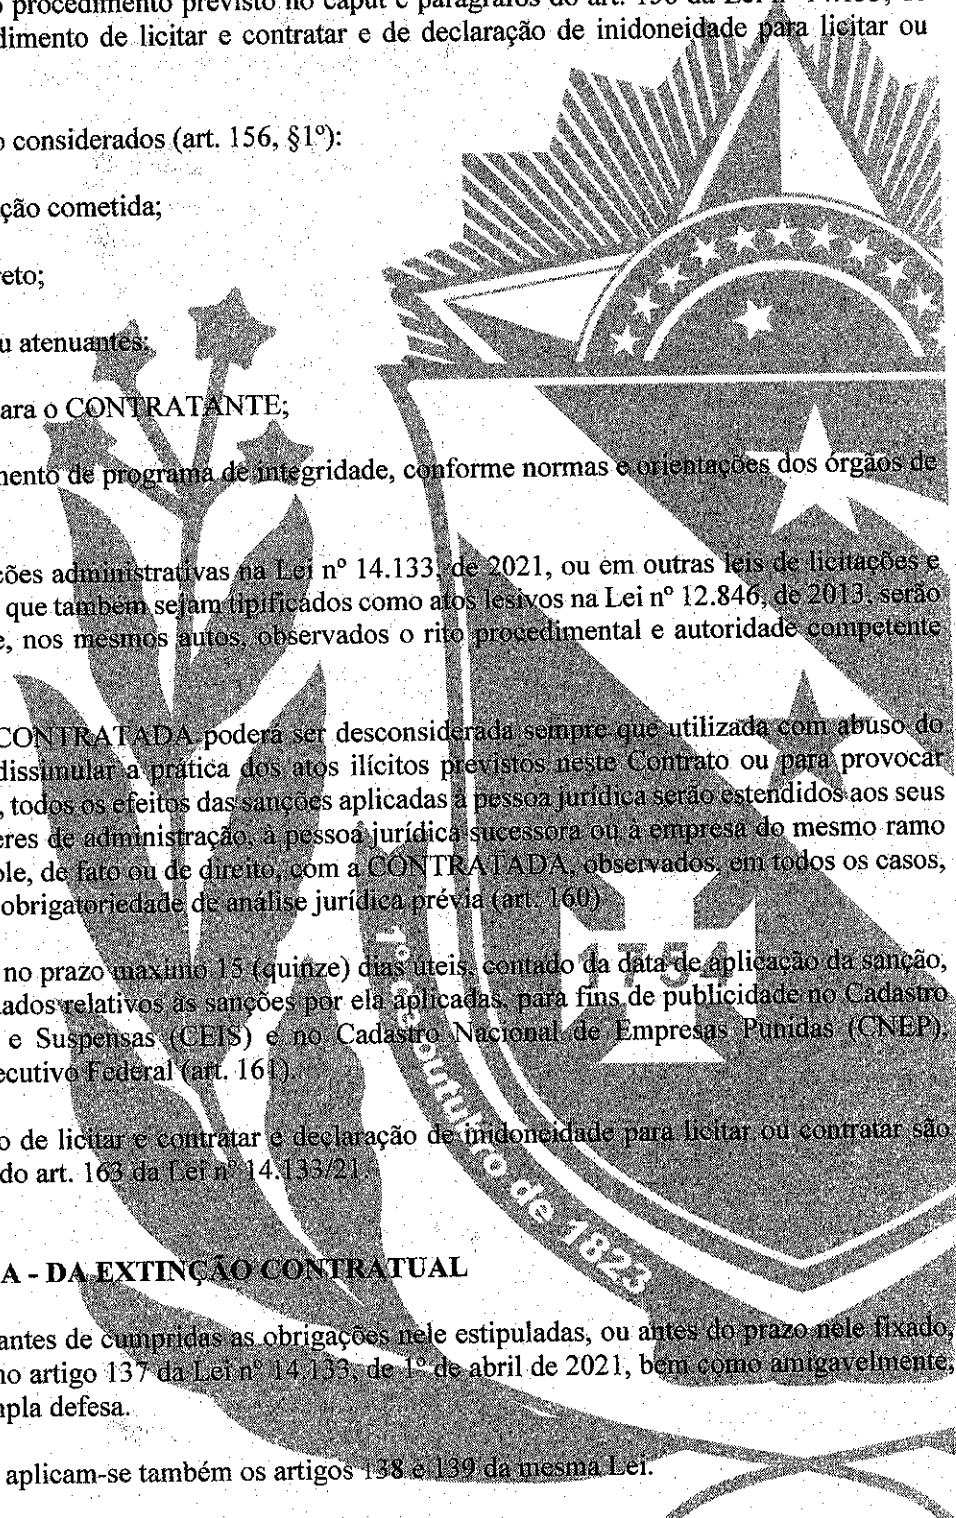 procedimento previsto no caput e parágrafos do art.
dimento de licitar e contratar e de declaração de inidoneidade para licitar ou
o considerados (art. 156, §1º):
ção cometida;
reto;
u atenuantes;
ara o CONTRATANTE;
mento de programa de integridade, conforme normas e orientações dos órgãos de
ções administrativas na Lei nº 14.133, de 2021, ou em outras leis de licitações e
que também sejam tipificados como atos lesivos na Lei nº 12.846, de 2013, serão
e, nos mesmos autos, observados o rito procedimental e autoridade competente
CONTRATADA poderá ser desconsiderada sempre que utilizada com abuso do
dissimular a prática dos atos ilícitos previstos neste Contrato ou para provocar
, todos os efeitos das sanções aplicadas à pessoa jurídica serão estendidos aos seus
eres de administração, à pessoa jurídica sucessora ou à empresa do mesmo ramo
ole, de fato ou de direito, com a CONTRATADA, observados, em todos os casos,
obrigatoriedade de análise jurídica prévia (art. 160)
no prazo máximo 15 (quinze) dias úteis, contado da data de aplicação da sanção,
ados relativos às sanções por ela aplicadas, para fins de publicidade no Cadastro
e Suspensas (CEIS) e no Cadastro Nacional de Empresas Punidas (CNEP),
ecutivo Federal (art. 161).
o de licitar e contratar e declaração de inidoneidade para licitar ou contratar são
do art. 163 da Lei nº 14.133/21.
A - DA EXTINÇÃO CONTRATUAL
antes de cumpridas as obrigações nele estipuladas, ou antes do prazo nele fixado,
no artigo 137 da Lei nº 14.133, de 1º de abril de 2021, bem como amigavelmente,
npla defesa.
aplicam-se também os artigos 138 e 139 da mesma Lei.
1754
1º de outubro de 1823